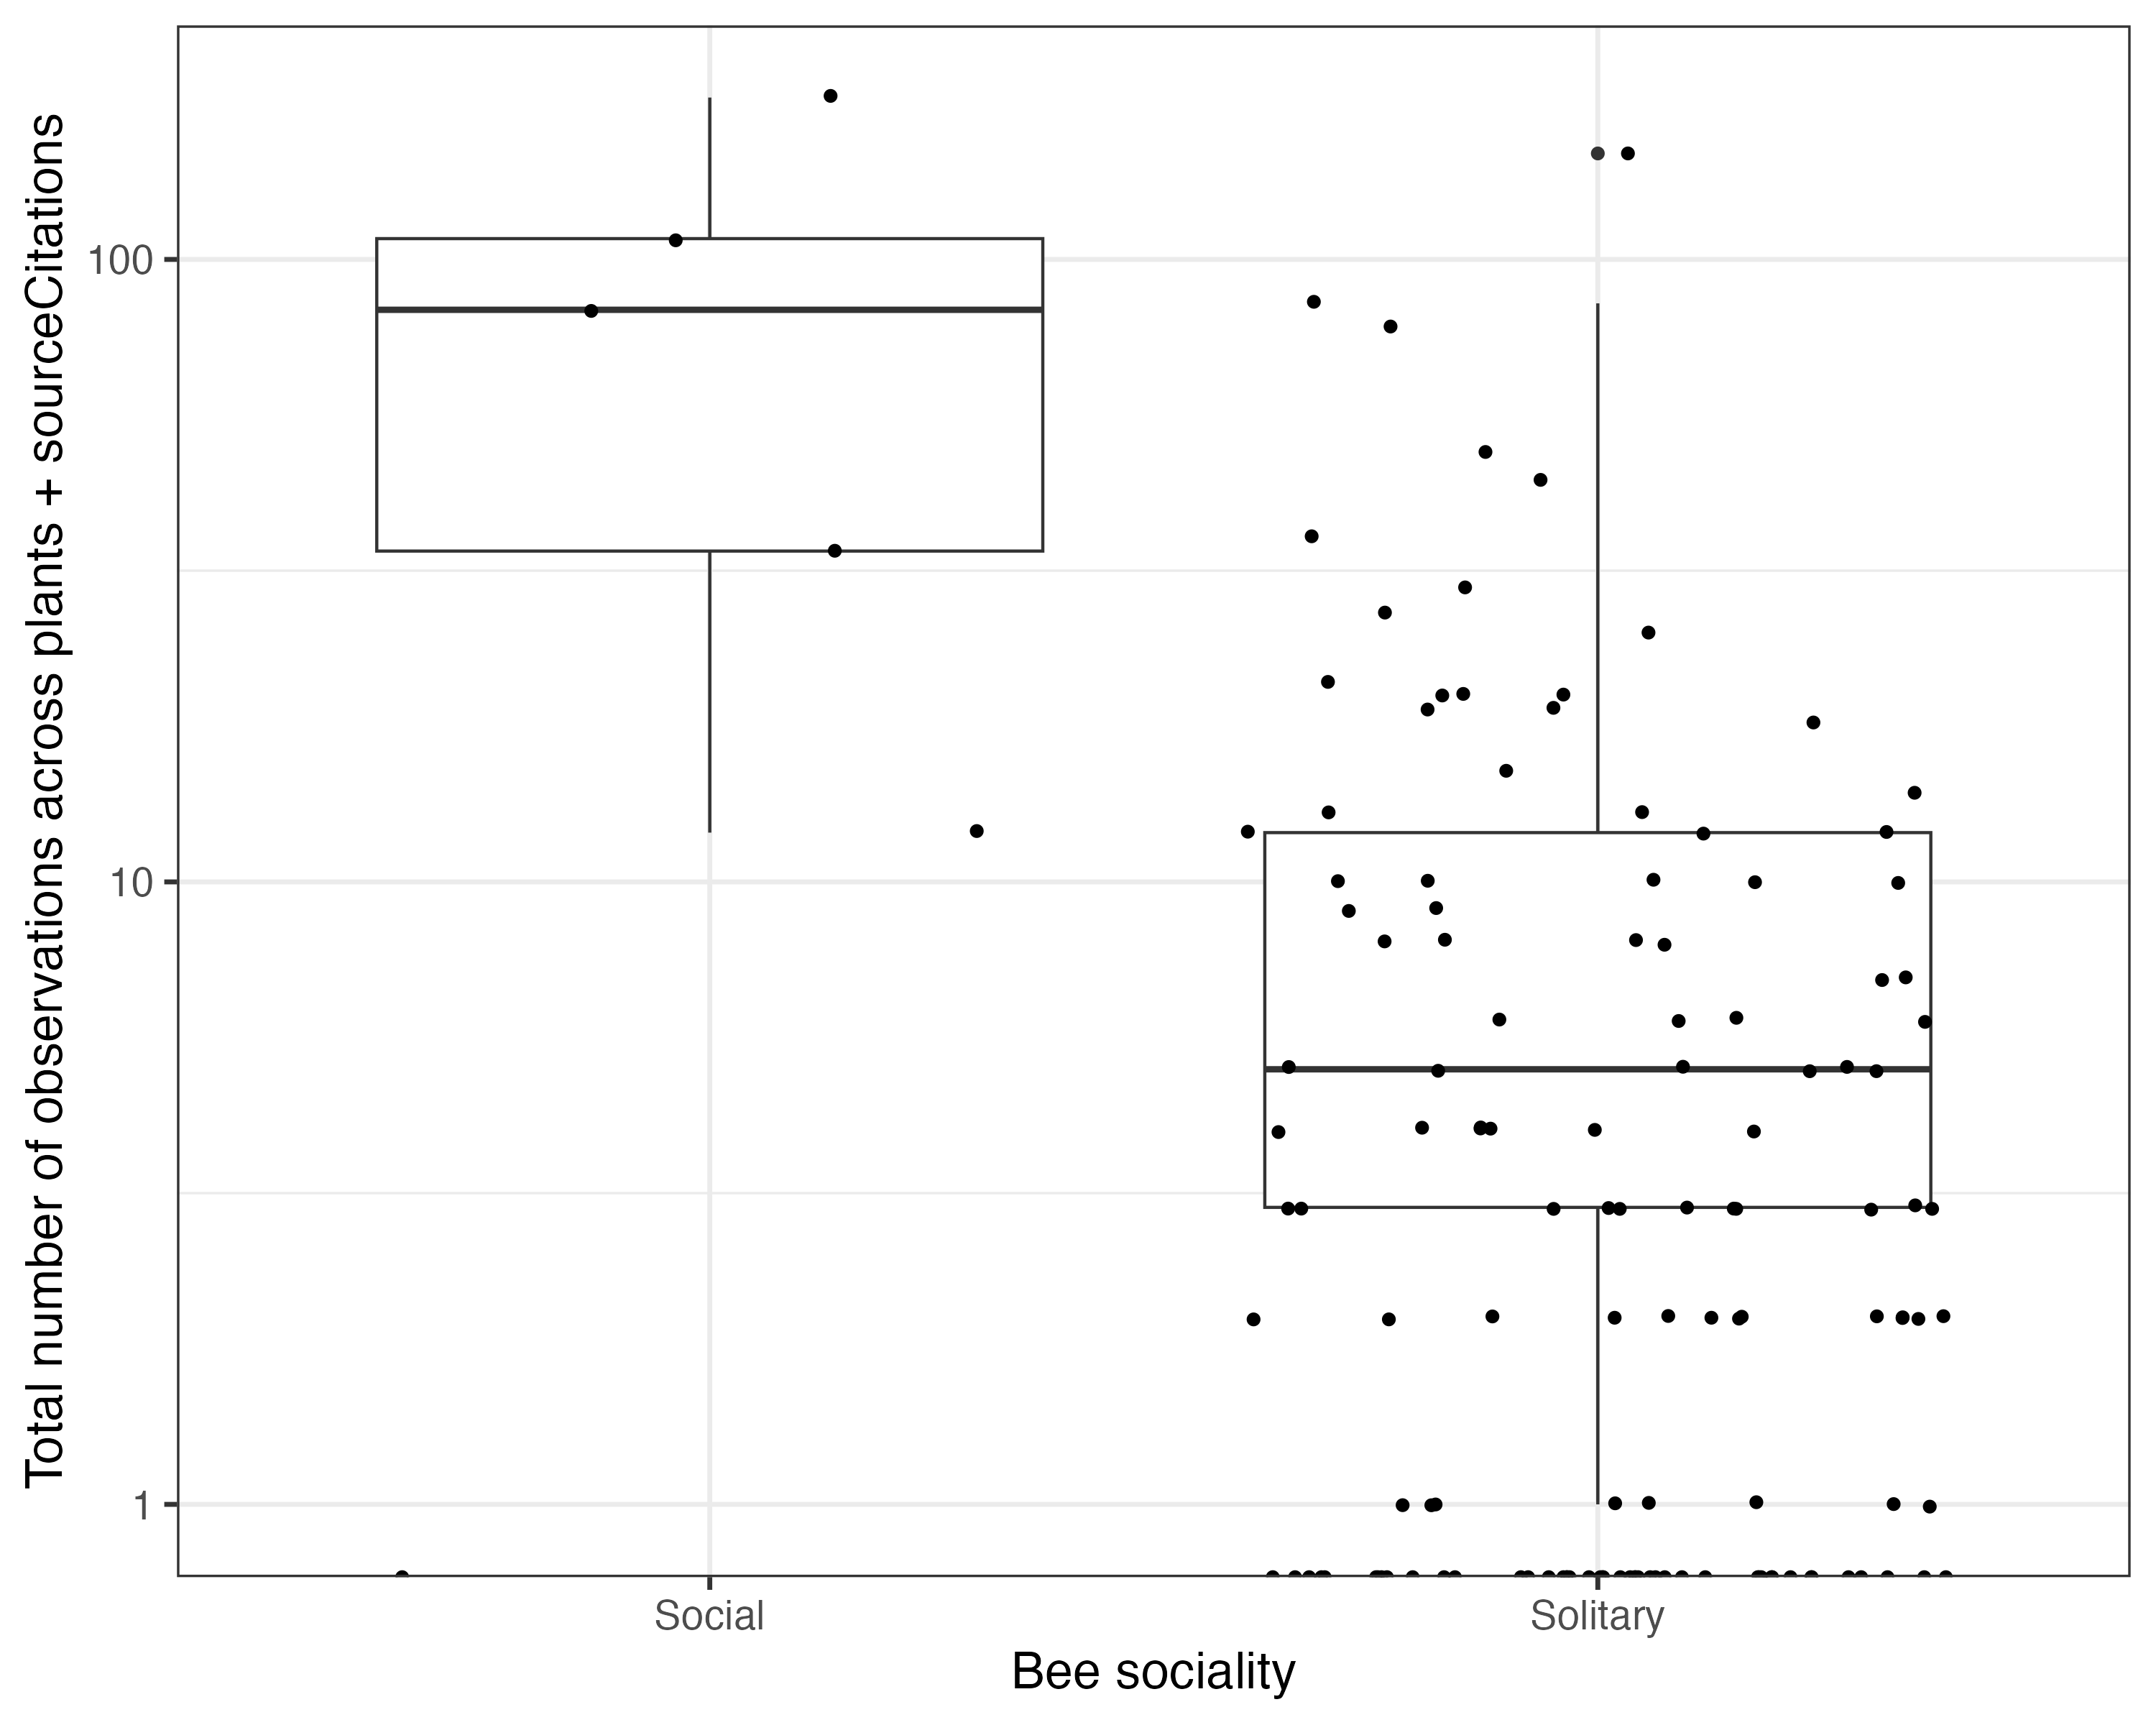 Total number of observations across plants + sourceCitations
100
10
1
Social
Solitary
Bee sociality